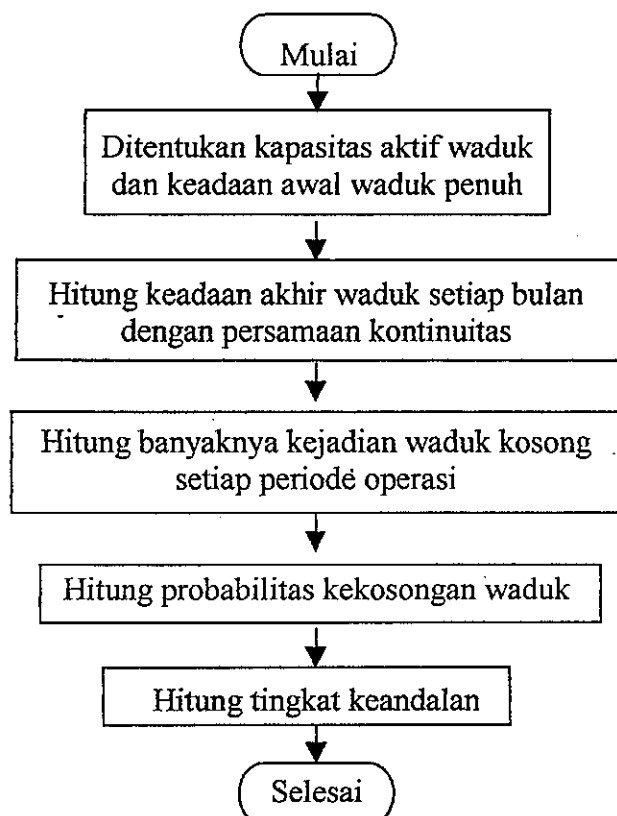 Mulai
Ditentukan kapasitas aktif waduk
dan keadaan awal waduk penuh
Hitung keadaan akhir waduk setiap bulan
dengan persamaan kontinuitas
Hitung banyaknya kejadian waduk kosong
setiap periode operasi
Hitung probabilitas kekosongan waduk
Hitung tingkat keandalan
Selesai